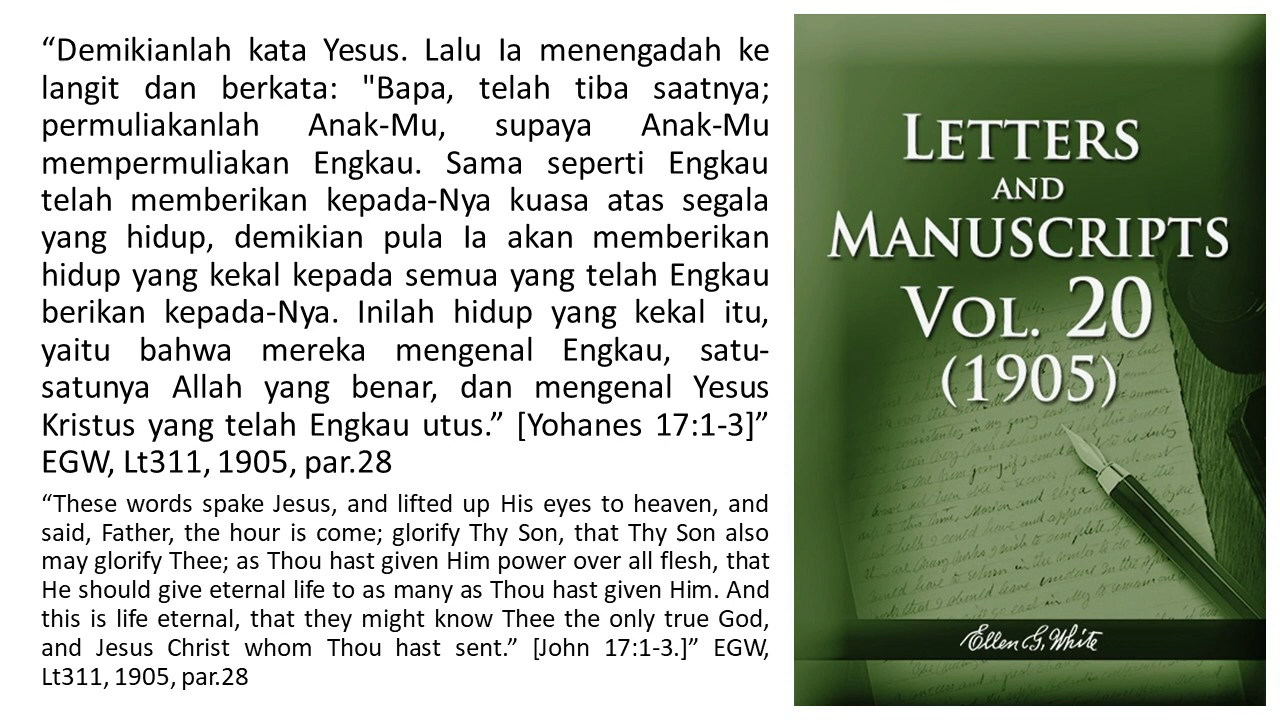 “Demikianlah kata Yesus. Lalu Ia menengadah ke
langit dan berkata: "Bapa, telah tiba saatnya;
permuliakanlah Anak-Mu, supaya Anak-Mu
mempermuliakan Engkau. Sama seperti Engkau
telah memberikan kepada-Nya kuasa atas segala
yang hidup, demikian pula Ia akan memberikan
hidup yang kekal kepada semua yang telah Engkau
berikan kepada-Nya. Inilah hidup yang kekal itu,
yaitu bahwa mereka mengenal Engkau, satu-
satunya Allah yang benar, dan mengenal Yesus
Kristus yang telah Engkau utus.” [Yohanes 17:1-3]”
EGW, Lt311, 1905, par.28
“These words spake Jesus, and lifted up His eyes to heaven, and
said, Father, the hour is come; glorify Thy Son, that Thy Son also
may glorify Thee; as Thou hast given Him power over all flesh, that
He should give eternal life to as many as Thou hast given Him. And
this is life eternal, that they might know Thee the only true God,
and Jesus Christ whom Thou hast sent.” [John 17:1-3.]” EGW,
Lt311, 1905, par.28
LETTERS
AND
MANUSCRIPTS
VOL. 20
(1905)
Ellen G. White